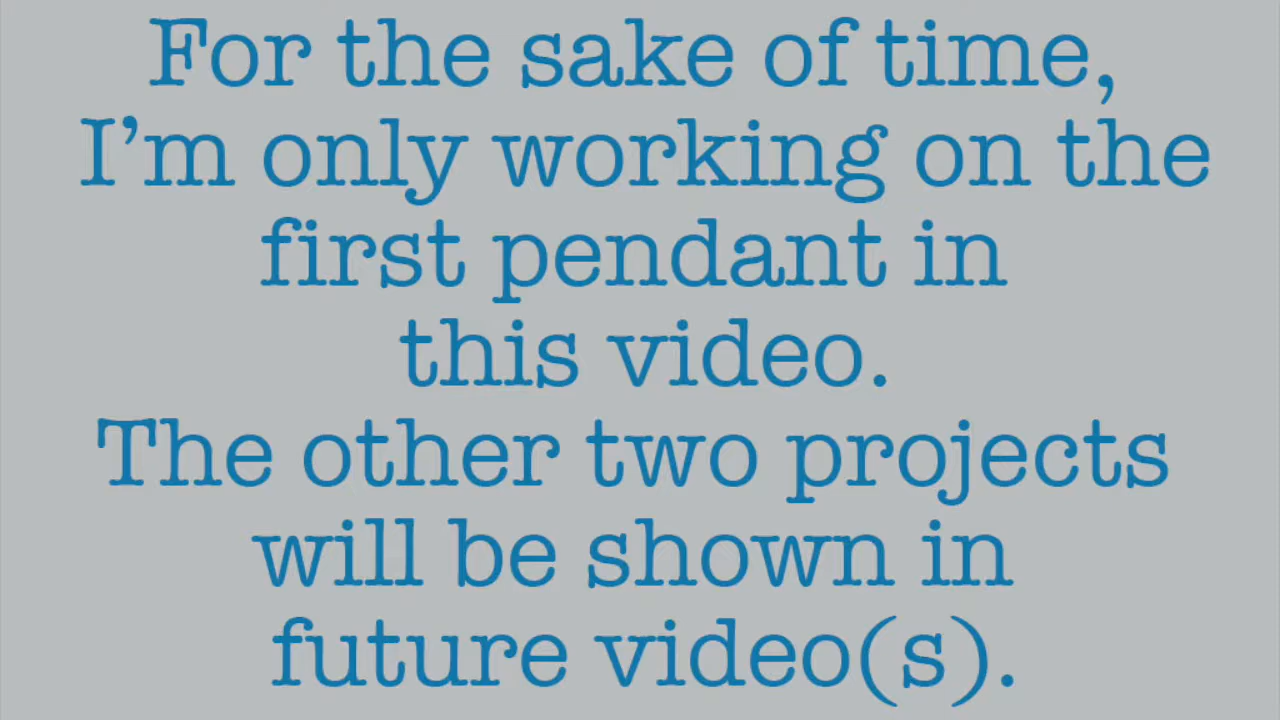 For the sake of time,
I’m only working on the
first pendant in
this video.
The other two projects
will be shown in
future video(s).